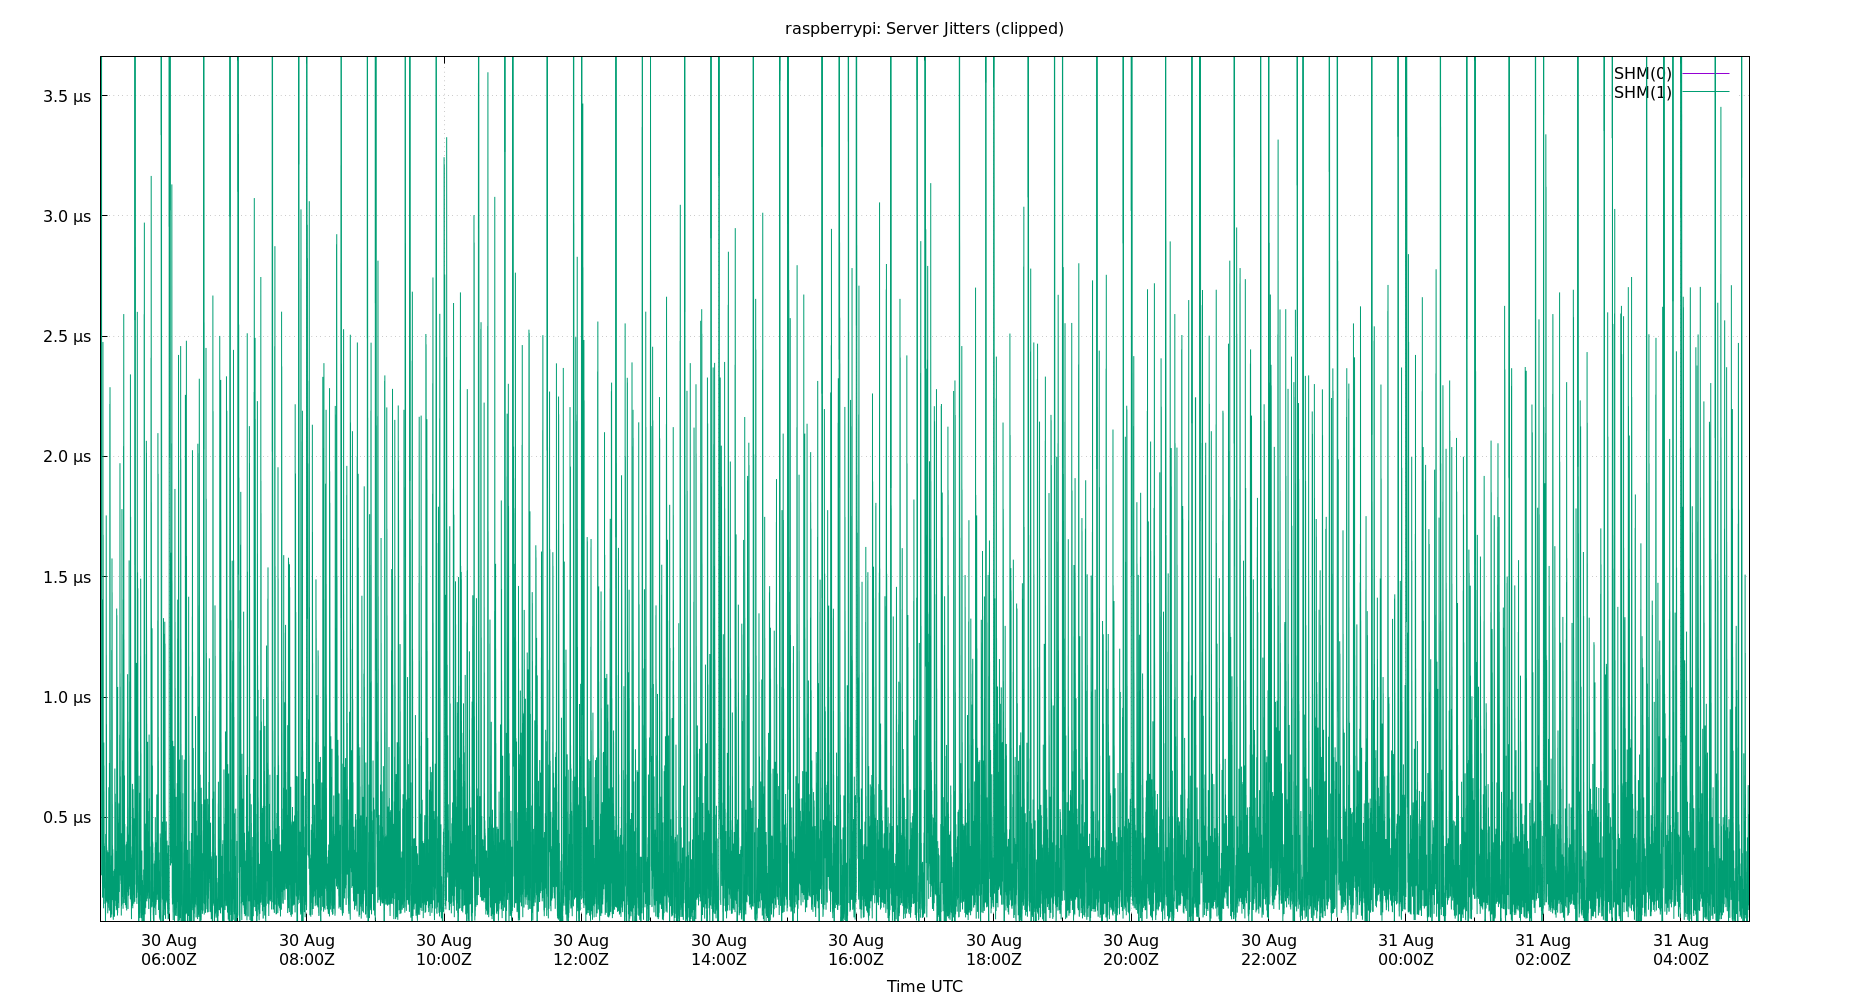 raspberrypi: Server Jitters (clipped)
SHM(0)
SHM(1)
3.5 µs
3.0 µs
2.5 µs
2.0 µs
1.5 µs
1.0 µs
0.5 µs
30 Aug 30 Aug 30 Aug 30 Aug 30 Aug 30 Aug 30 Aug 30 Aug 30 Aug 31 Aug 31 Aug 31 Aug
06:00Z 08:00Z 10:00Z 12:00Z 14:00Z 16:00Z 18:00Z 20:00Z 22:00Z 00:00Z 02:00Z 04:00Z
Time UTC